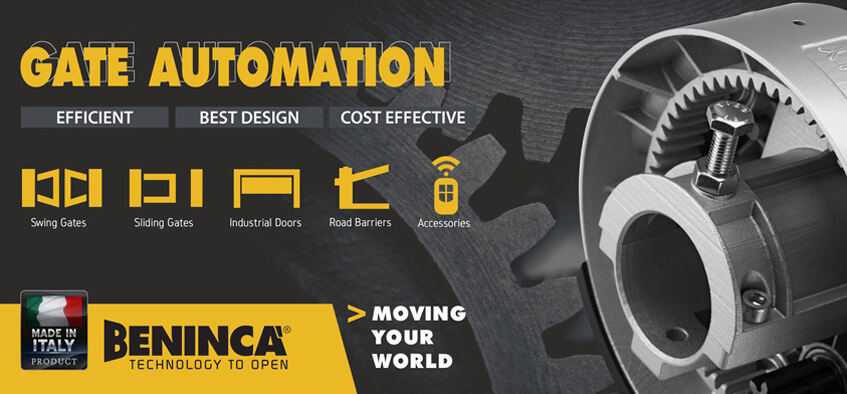 GATE AUTOMATION
EFFICIENT
BEST DESIGN
COST EFFECTIVE
Swing Gates
Sliding Gates
Industrial Doors
Road Barriers
Accessories
MADE IN
ITALY
PRODUCT
BENINCA®
TECHNOLOGY TO OPEN
> MOVING
YOUR
WORLD